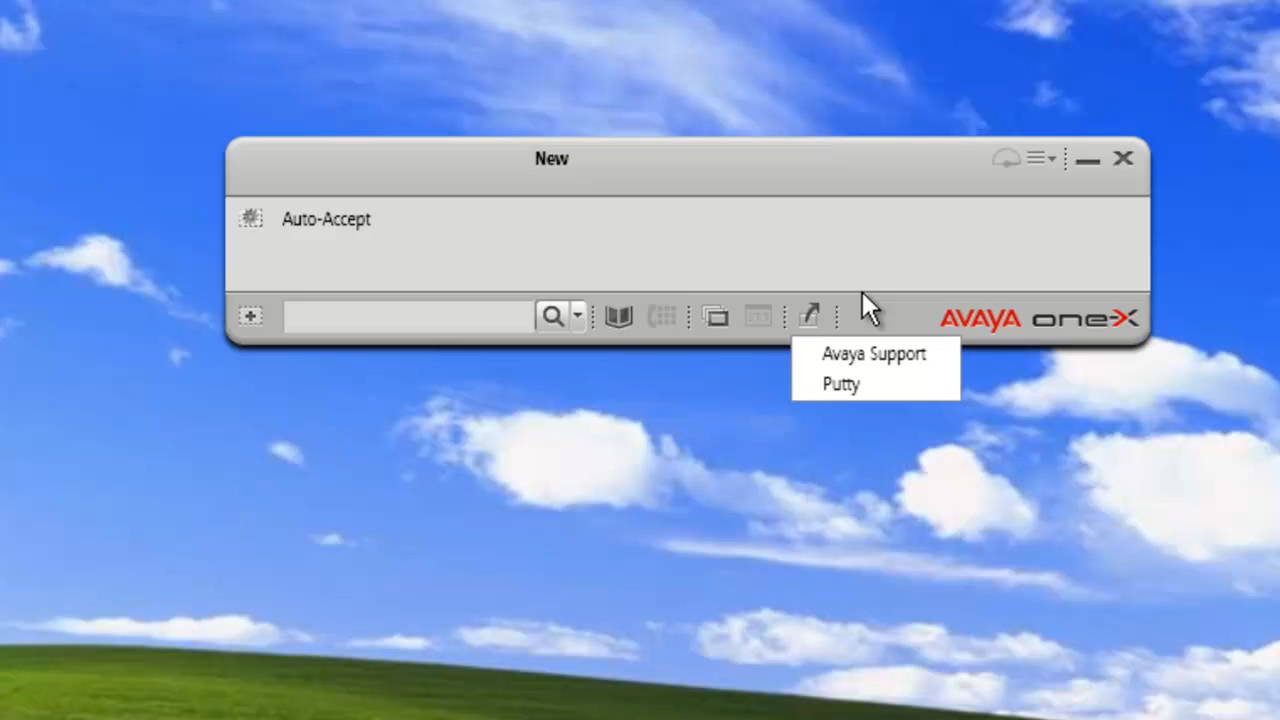 New
Auto-Accept
AVAYA one-X
Avaya Support
Putty